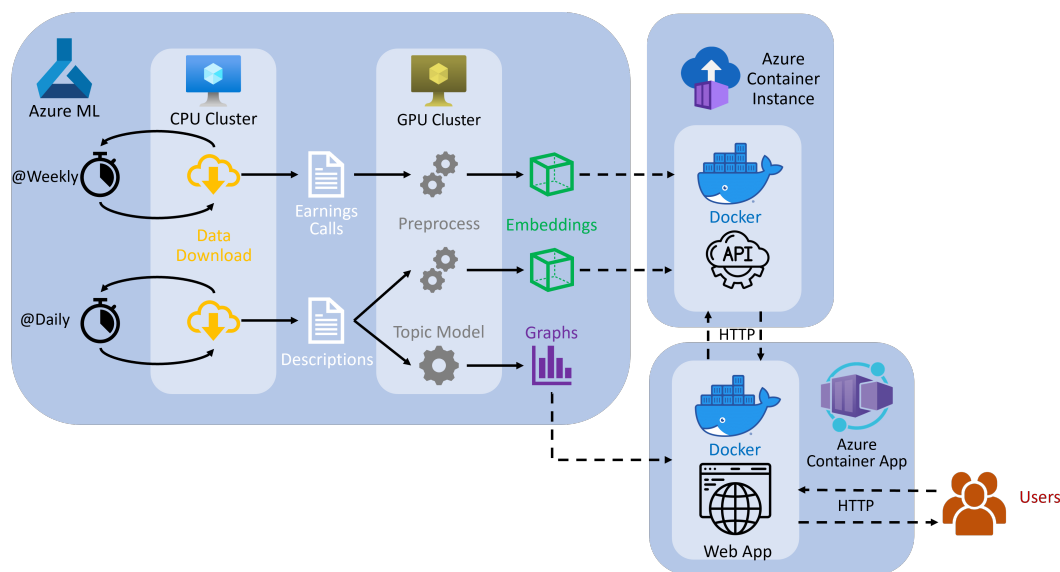 Azure ML
CPU Cluster
GPU Cluster
Azure
Container
Instance
@Weekly
Data
Download
Earnings
Calls
Preprocess
Embeddings
Docker
API
@Daily
Descriptions
Topic Model
Graphs
HTTP
Docker
Azure
Container App
Web App
HTTP
Users